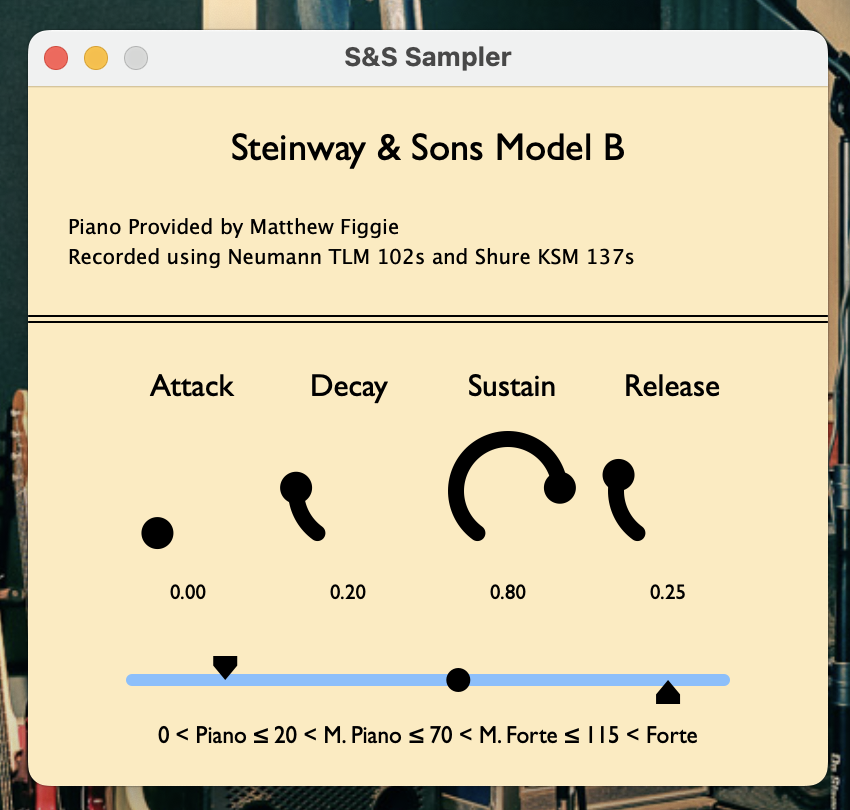 S&S Sampler
Steinway & Sons Model B
Piano Provided by Matthew Figgie
Recorded using Neumann TLM 102s and Shure KSM 137s
Attack Decay Sustain Release
0.00 0.20 0.80 0.25
0 < Piano ≤ 20 < M. Piano ≤ 70 < M. Forte ≤ 115 < Forte